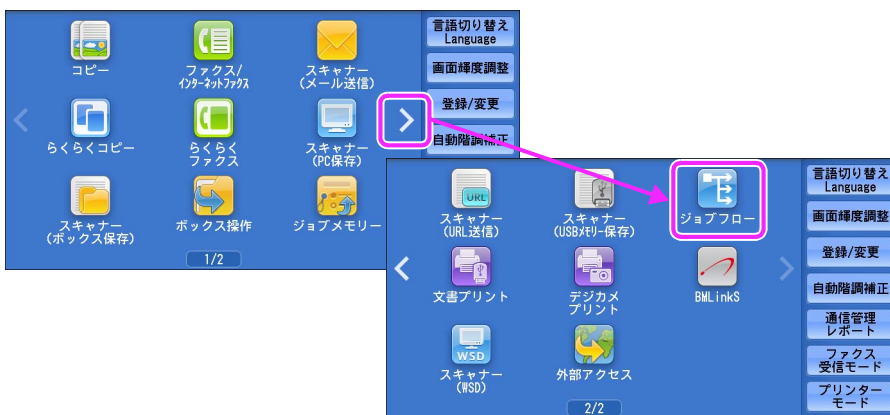 コピー
ファクス/
インターネットファクス
スキャナー
(メール送信)
らくらくコピー
らくらく
ファクス
スキャナー
(PC保存)
スキャナー
(ボックス保存)
ボックス操作
ジョブメモリー
1/2
言語切り替え
Language
画面輝度調整
登録/変更
自動階調補正
URL
スキャナー
(URL送信)
スキャナー
(USBメモリー保存)
ジョブフロー
文書プリント
デジカメ
プリント
BMLinkS
WSD
スキャナー
(WSD)
外部アクセス
2/2
言語切り替え
Language
画面輝度調整
登録/変更
自動階調補正
通信管理
レポート
ファクス
受信モード
プリンター
モード